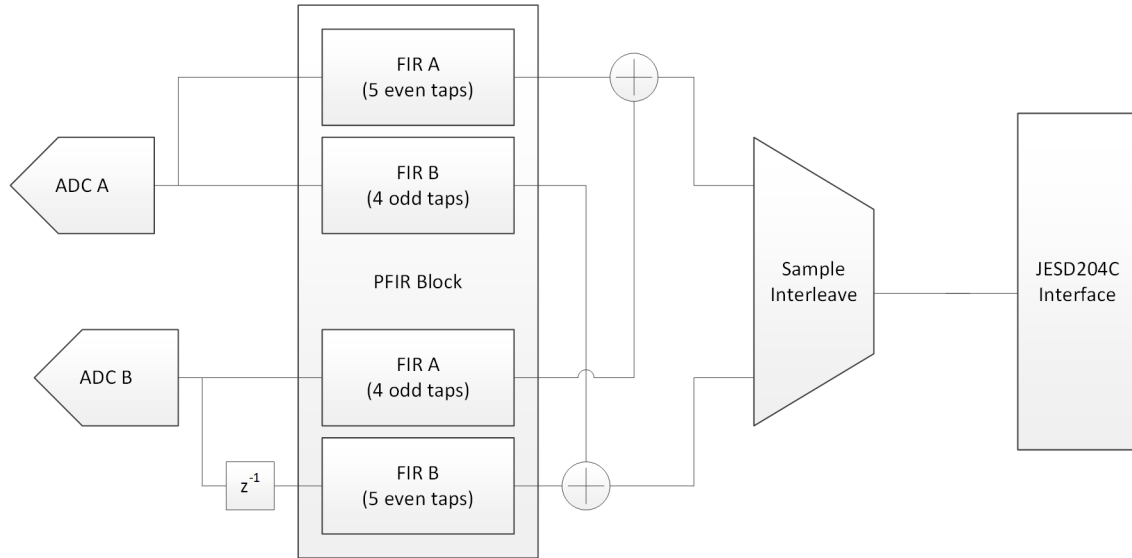 FIR A
(5 even taps)
ADC A
FIR B
(4 odd taps)
PFIR Block
Sample
Interleave
JESD204C
Interface
ADC B
FIR A
(4 odd taps)
z⁻¹
FIR B
(5 even taps)